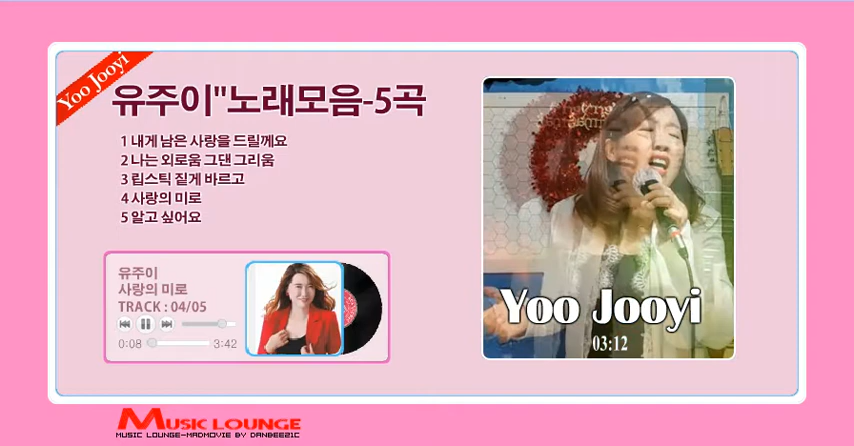 Yoo Jooyi
유주이"노래모음-5곡
1 내게 남은 사랑을 드릴께요
2 나는 외로움 그댄 그리움
3 립스틱 짙게 바르고
4 사랑의 미로
5 알고 싶어요
유주이
사랑의 미로
TRACK : 04/05
0:08 3:42
Yoo Jooyi
03:12
MUSIC LOUNGE
MUSIC LOUNGE-MADMOVIE BY DANBEE21C